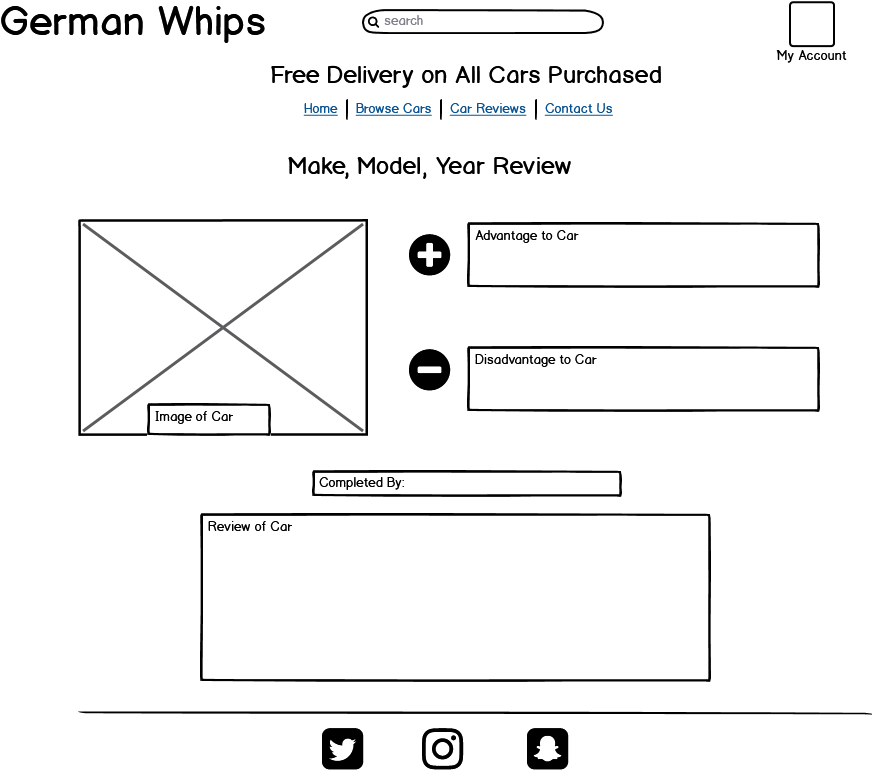 German Whips
search
My Account
Free Delivery on All Cars Purchased
Home | Browse Cars | Car Reviews | Contact Us
Make, Model, Year Review
Advantage to Car
Disadvantage to Car
Image of Car
Completed By:
Review of Car